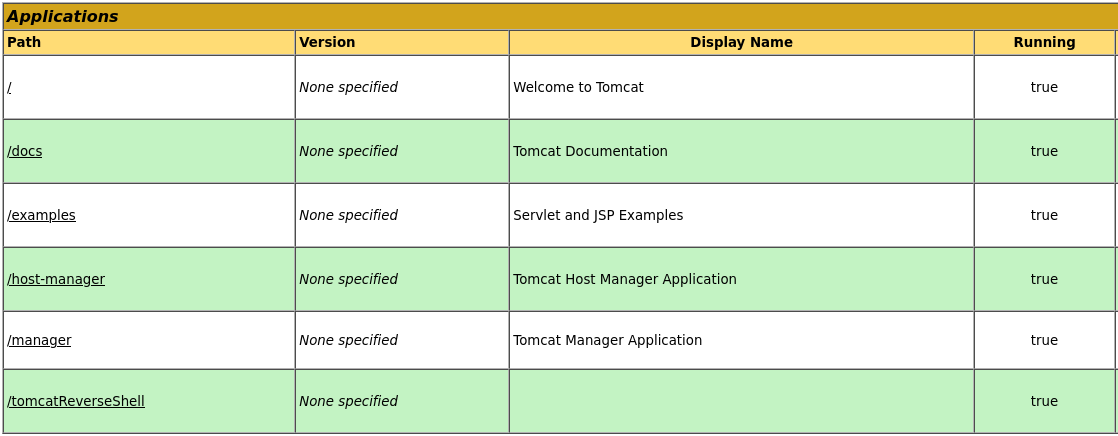 Applications
Path Version Display Name Running
/ None specified Welcome to Tomcat true
/docs None specified Tomcat Documentation true
/examples None specified Servlet and JSP Examples true
/host-manager None specified Tomcat Host Manager Application true
/manager None specified Tomcat Manager Application true
/tomcatReverseShell None specified true